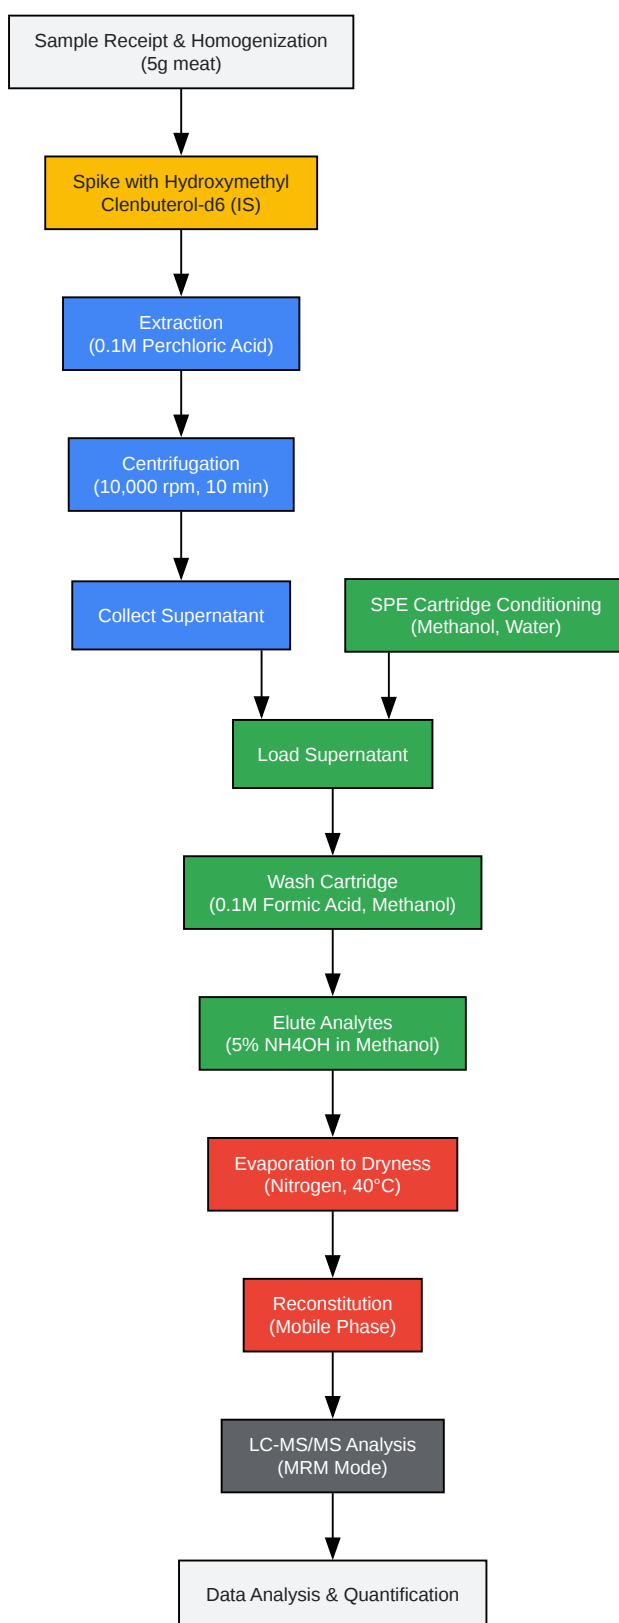 Sample Receipt & Homogenization
(5g meat)
Spike with Hydroxymethyl
Clenbuterol-d6 (IS)
Extraction
(0.1M Perchloric Acid)
Centrifugation
(10,000 rpm, 10 min)
Collect Supernatant
SPE Cartridge Conditioning
(Methanol, Water)
Load Supernatant
Wash Cartridge
(0.1M Formic Acid, Methanol)
Elute Analytes
(5% NH4OH in Methanol)
Evaporation to Dryness
(Nitrogen, 40°C)
Reconstitution
(Mobile Phase)
LC-MS/MS Analysis
(MRM Mode)
Data Analysis & Quantification